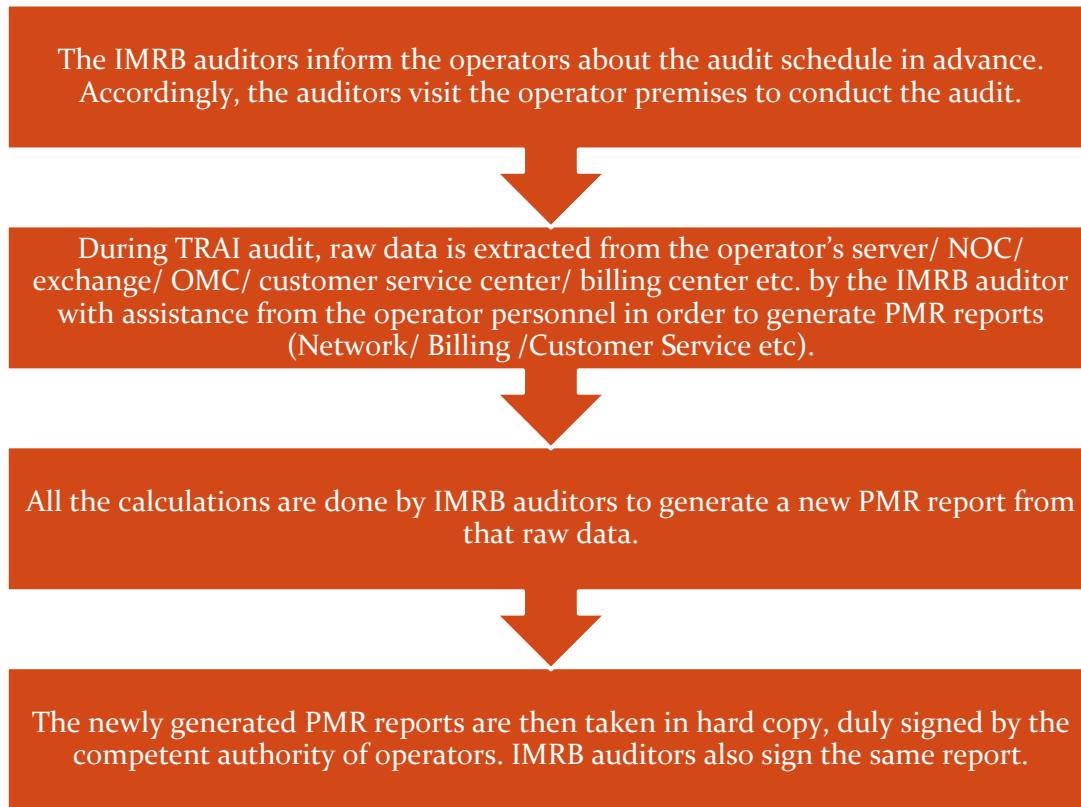 The IMRB auditors inform the operators about the audit schedule in advance.
Accordingly, the auditors visit the operator premises to conduct the audit.
During TRAI audit, raw data is extracted from the operator's server/ NOC/
exchange/ OMC/ customer service center/ billing center etc. by the IMRB auditor
with assistance from the operator personnel in order to generate PMR reports
(Network/ Billing /Customer Service etc).
All the calculations are done by IMRB auditors to generate a new PMR report from
that raw data.
The newly generated PMR reports are then taken in hard copy, duly signed by the
competent authority of operators. IMRB auditors also sign the same report.